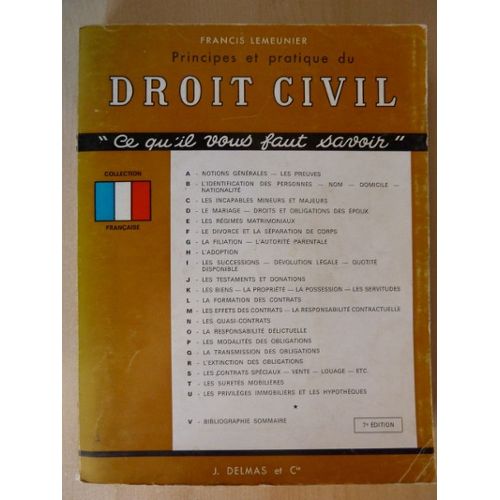 FRANCIS LEMEUNIER
Principes et pratique du
DROIT CIVIL
"Ce qu'il vous faut savoir"
COLLECTION
FRANÇAISE
A - NOTIONS GÉNÉRALES — LES PREUVES
B - L'IDENTIFICATION DES PERSONNES — NOM — DOMICILE —
NATIONALITÉ
C - LES INCAPABLES MINEURS ET MAJEURS
D - LE MARIAGE — DROITS ET OBLIGATIONS DES ÉPOUX
E - LES RÉGIMES MATRIMONIAUX
F - LE DIVORCE ET LA SÉPARATION DE CORPS
G - LA FILIATION — L'AUTORITÉ PARENTALE
H - L'ADOPTION
I - LES SUCCESSIONS — DÉVOLUTION LÉGALE — QUOTITÉ
DISPONIBLE
J - LES TESTAMENTS ET DONATIONS
K - LES BIENS — LA PROPRIÉTÉ — LA POSSESSION — LES SERVITUDES
L - LA FORMATION DES CONTRATS
M - LES EFFETS DES CONTRATS — LA RESPONSABILITÉ CONTRACTUELLE
N - LES QUASI-CONTRATS
O - LA RESPONSABILITÉ DÉLICTUELLE
P - LES MODALITÉS DES OBLIGATIONS
Q - LA TRANSMISSION DES OBLIGATIONS
R - L'EXTINCTION DES OBLIGATIONS
S - LES CONTRATS SPÉCIAUX — VENTE — LOUAGE — ETC.
T - LES SURETÉS MOBILIÈRES
U - LES PRIVILÈGES IMMOBILIERS ET LES HYPOTHÈQUES
V - BIBLIOGRAPHIE SOMMAIRE
7e ÉDITION
J. DELMAS et Cie